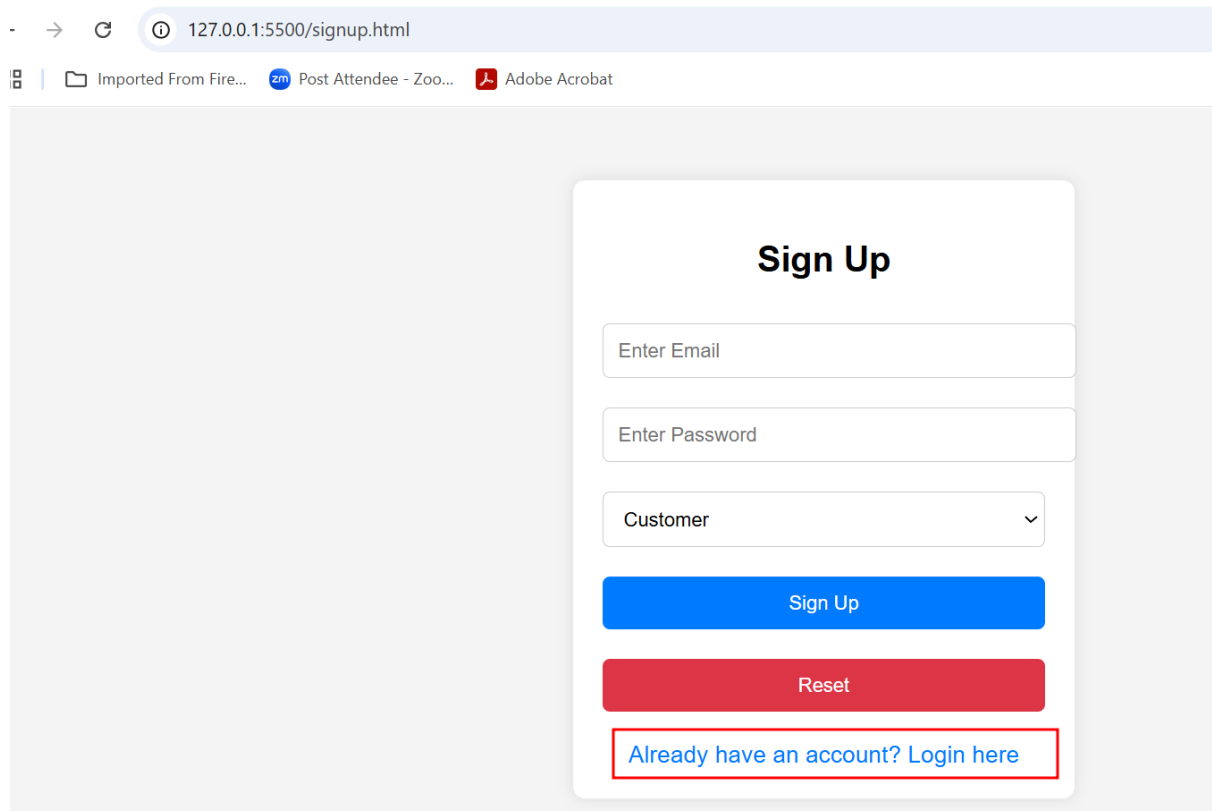 127.0.0.1:5500/signup.html
Imported From Fire... zm Post Attendee - Zoo... Adobe Acrobat
Sign Up
Enter Email
Enter Password
Customer
Sign Up
Reset
Already have an account? Login here